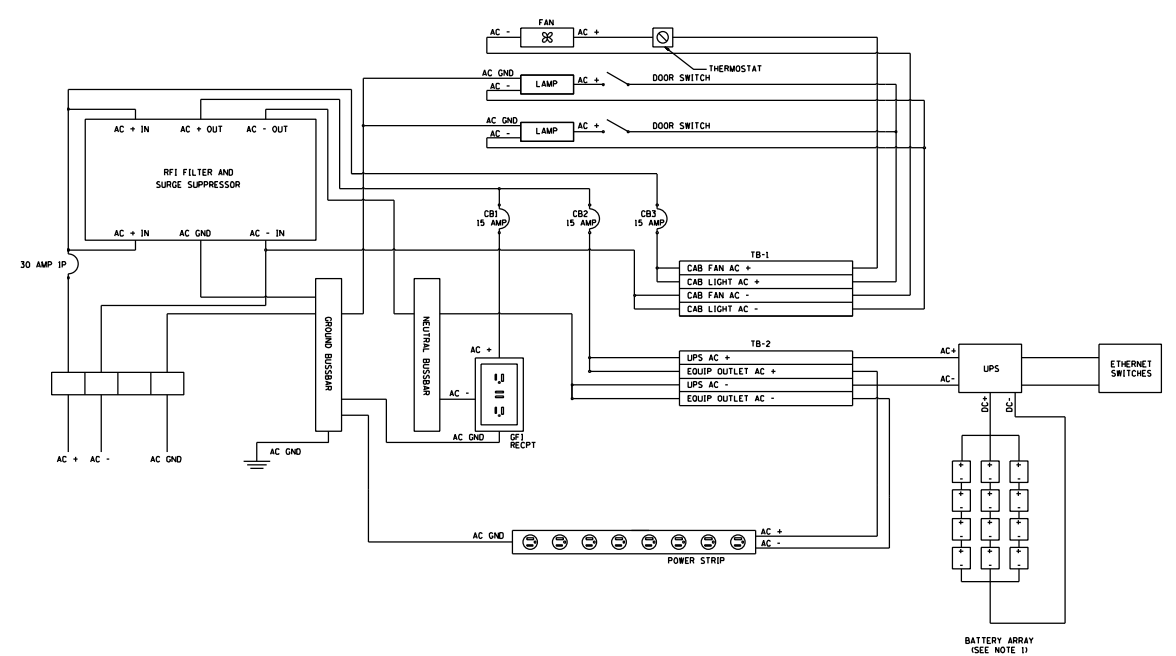 FAN
AC -
AC +
THERMOSTAT
AC GND
AC -
LAMP
AC +
DOOR SWITCH
AC GND
AC -
LAMP
AC +
DOOR SWITCH
AC + IN
AC + OUT
AC - OUT
RFI FILTER AND
SURGE SUPPRESSOR
AC + IN
AC GND
AC - IN
30 AMP 1P
CB1
15 AMP
CB2
15 AMP
CB3
15 AMP
TB-1
CAB FAN AC +
CAB LIGHT AC +
CAB FAN AC -
CAB LIGHT AC -
GROUND BUSSBAR
NEUTRAL BUSSBAR
TB-2
UPS AC +
EQUIP OUTLET AC +
UPS AC -
EQUIP OUTLET AC -
AC+
AC-
UPS
ETHERNET
SWITCHES
DC+
DC-
AC +
AC -
AC GND
GFI
RECPT
AC +
AC -
AC GND
AC GND
+
-
+
-
+
-
+
-
+
-
+
-
+
-
+
-
+
-
+
-
+
-
+
-
AC GND
AC +
AC -
POWER STRIP
BATTERY ARRAY
(SEE NOTE 1)